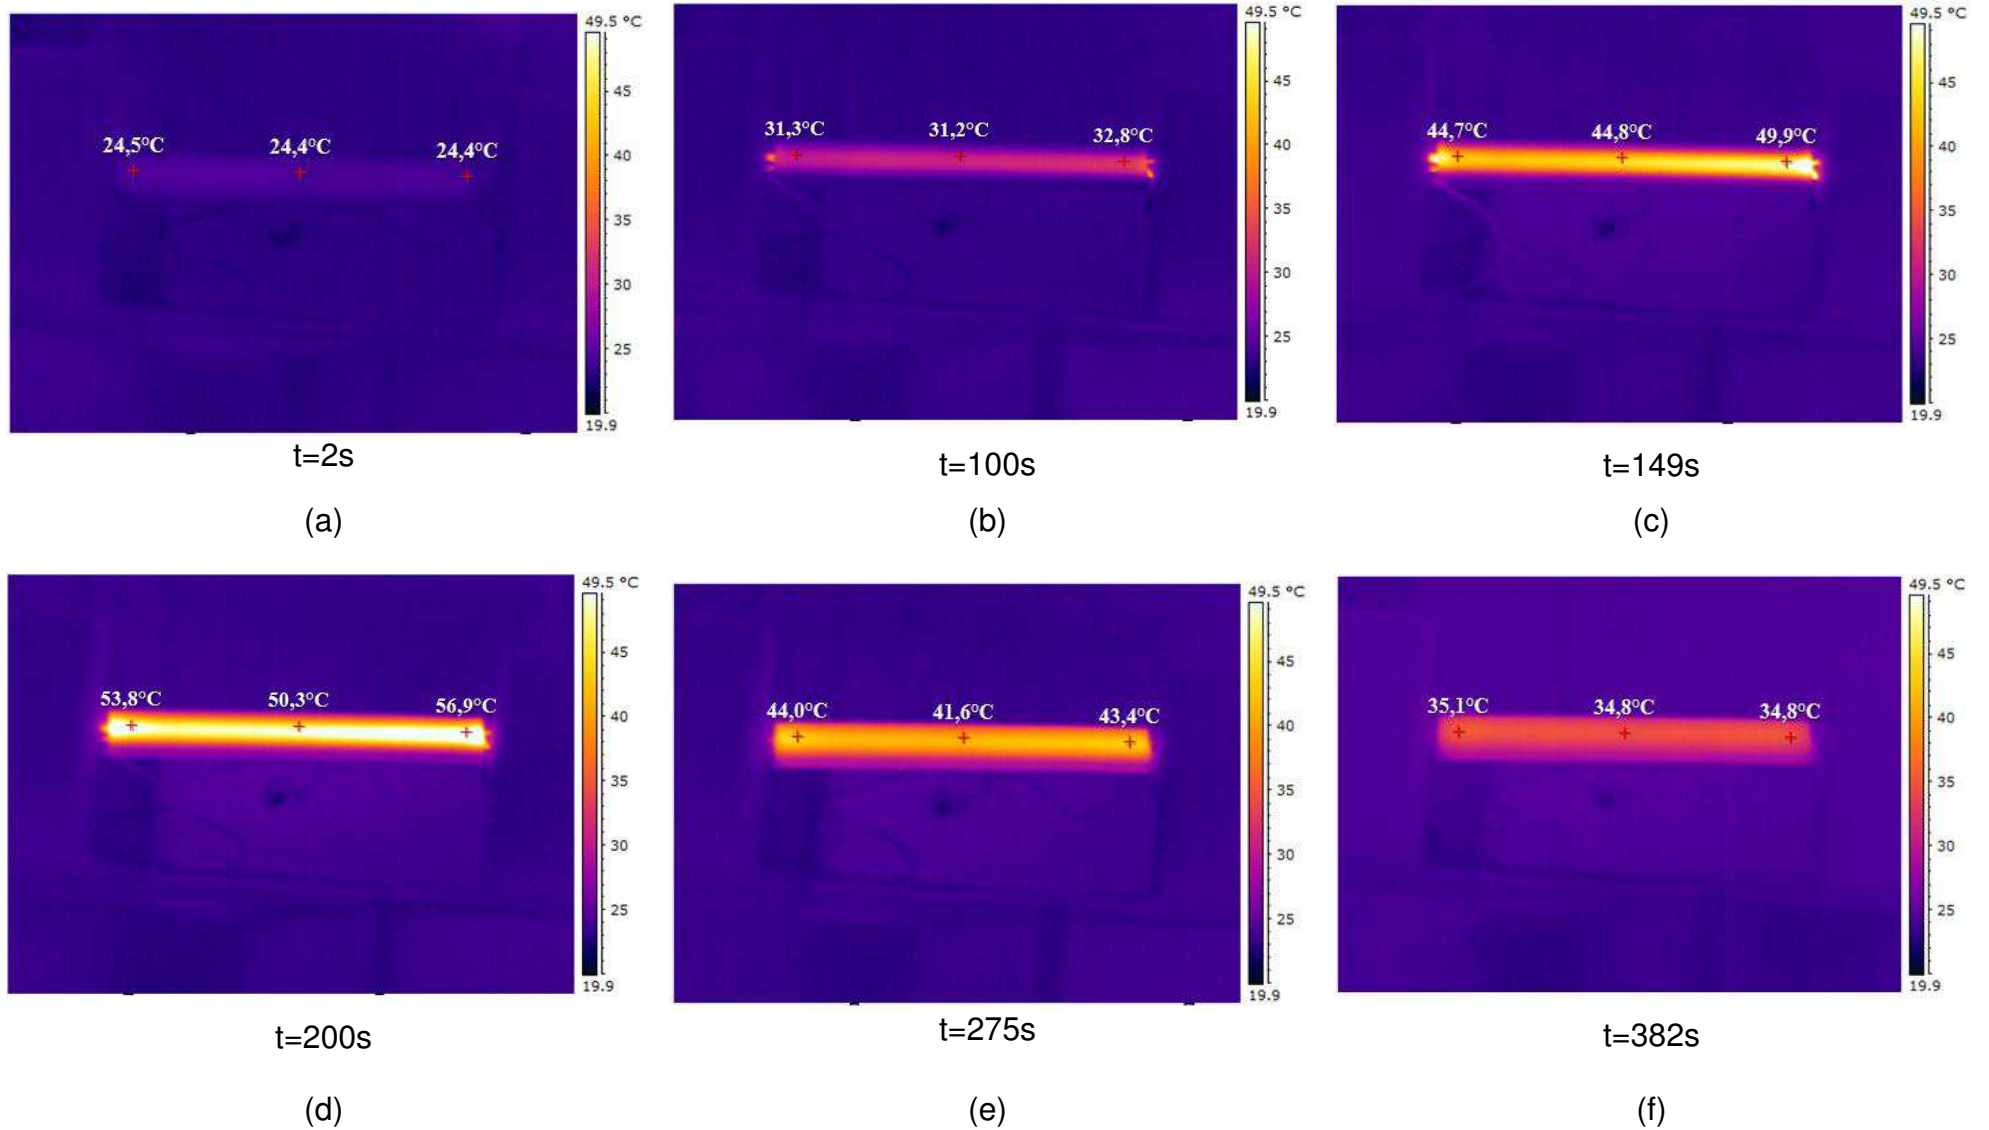 49.5 °C
24,5°C 24,4°C 24,4°C
45
40
35
30
25
19.9
t=2s
(a)
49.5 °C
31,3°C 31,2°C 32,8°C
45
40
35
30
25
19.9
t=100s
(b)
49.5 °C
44,7°C 44,8°C 49,9°C
45
40
35
30
25
19.9
t=149s
(c)
49.5 °C
53,8°C 50,3°C 56,9°C
45
40
35
30
25
19.9
t=200s
(d)
49.5 °C
44,0°C 41,6°C 43,4°C
45
40
35
30
25
19.9
t=275s
(e)
49.5 °C
35,1°C 34,8°C 34,8°C
45
40
35
30
25
19.9
t=382s
(f)